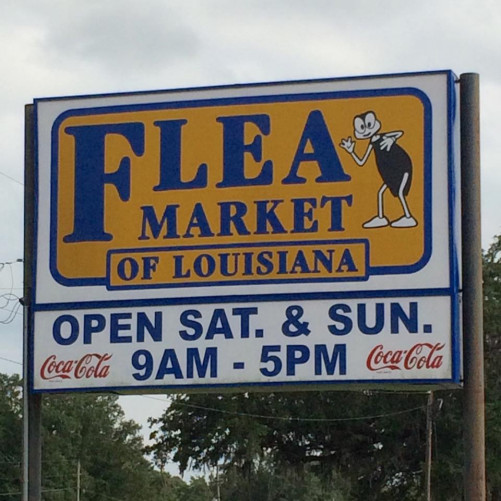 FLEA
MARKET
OF LOUISIANA
OPEN SAT. & SUN.
Coca-Cola 9AM - 5PM Coca-Cola